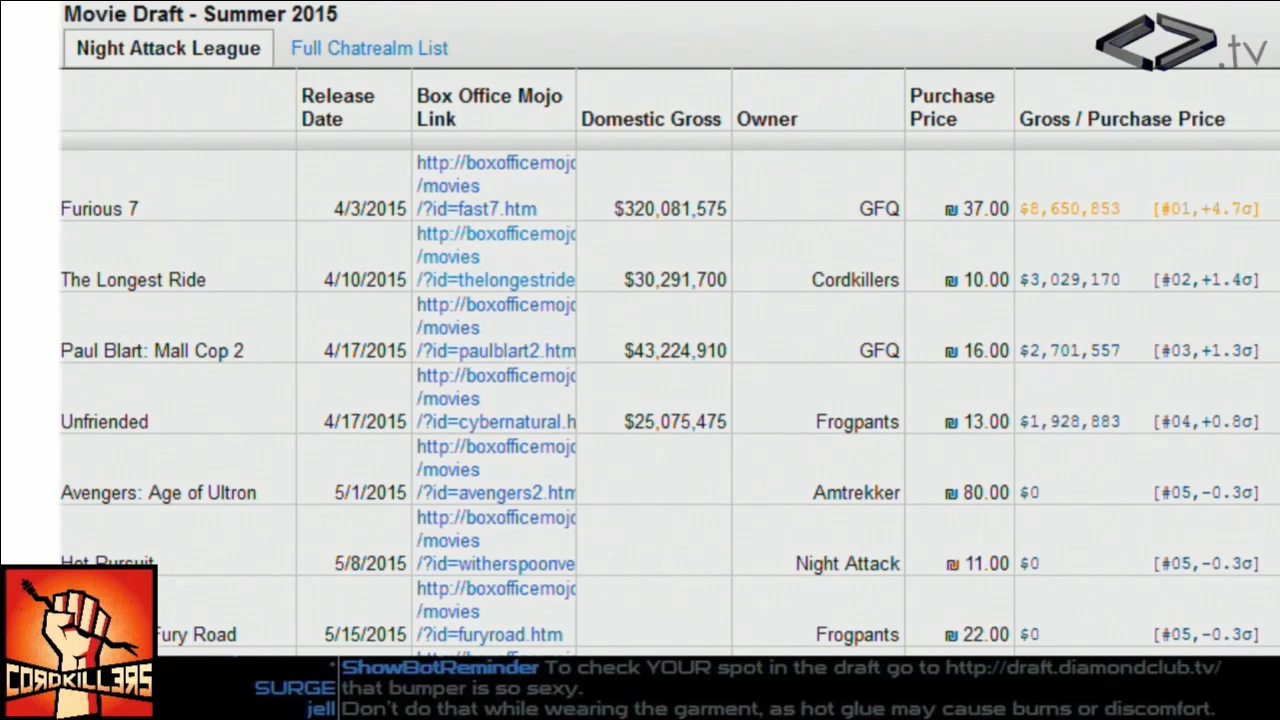 Movie Draft - Summer 2015
Night Attack League Full Chatrealm List
<>.tv
Release Date Box Office Mojo Link Domestic Gross Owner Purchase Price Gross / Purchase Price
http://boxofficemojo
/movies
Furious 7 4/3/2015 /?id=fast7.htm $320,081,575 GFQ ₪ 37.00 $8,650,853 [#01,+4.7σ]
http://boxofficemojo
/movies
The Longest Ride 4/10/2015 /?id=thelongestride $30,291,700 Cordkillers ₪ 10.00 $3,029,170 [#02,+1.4σ]
http://boxofficemojo
/movies
Paul Blart: Mall Cop 2 4/17/2015 /?id=paulblart2.htm $43,224,910 GFQ ₪ 16.00 $2,701,557 [#03,+1.3σ]
http://boxofficemojo
/movies
Unfriended 4/17/2015 /?id=cybernatural.h $25,075,475 Frogpants ₪ 13.00 $1,928,883 [#04,+0.8σ]
http://boxofficemojo
/movies
Avengers: Age of Ultron 5/1/2015 /?id=avengers2.htm Amtrekker ₪ 80.00 $0 [#05,-0.3σ]
http://boxofficemojo
/movies
Hot Pursuit 5/8/2015 /?id=witherspoonve Night Attack ₪ 11.00 $0 [#05,-0.3σ]
http://boxofficemojo
/movies
Fury Road 5/15/2015 /?id=furyroad.htm Frogpants ₪ 22.00 $0 [#05,-0.3σ]
CORDKILLERS
* ShowBotReminder To check YOUR spot in the draft go to http://draft.diamondclub.tv/
SURGE that bumper is so sexy.
jell Don't do that while wearing the garment, as hot glue may cause burns or discomfort.